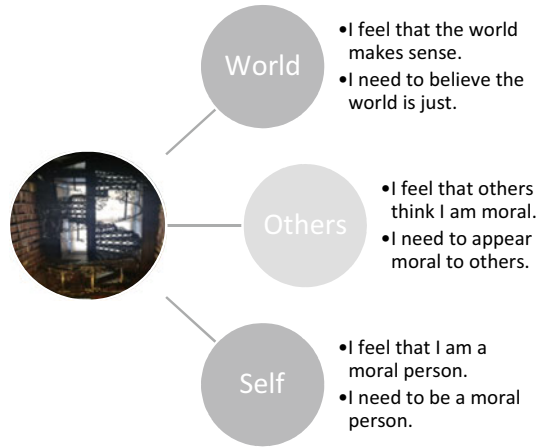 World
•I feel that the world
makes sense.
•I need to believe the
world is just.
Others
•I feel that others
think I am moral.
•I need to appear
moral to others.
Self
•I feel that I am a
moral person.
•I need to be a moral
person.